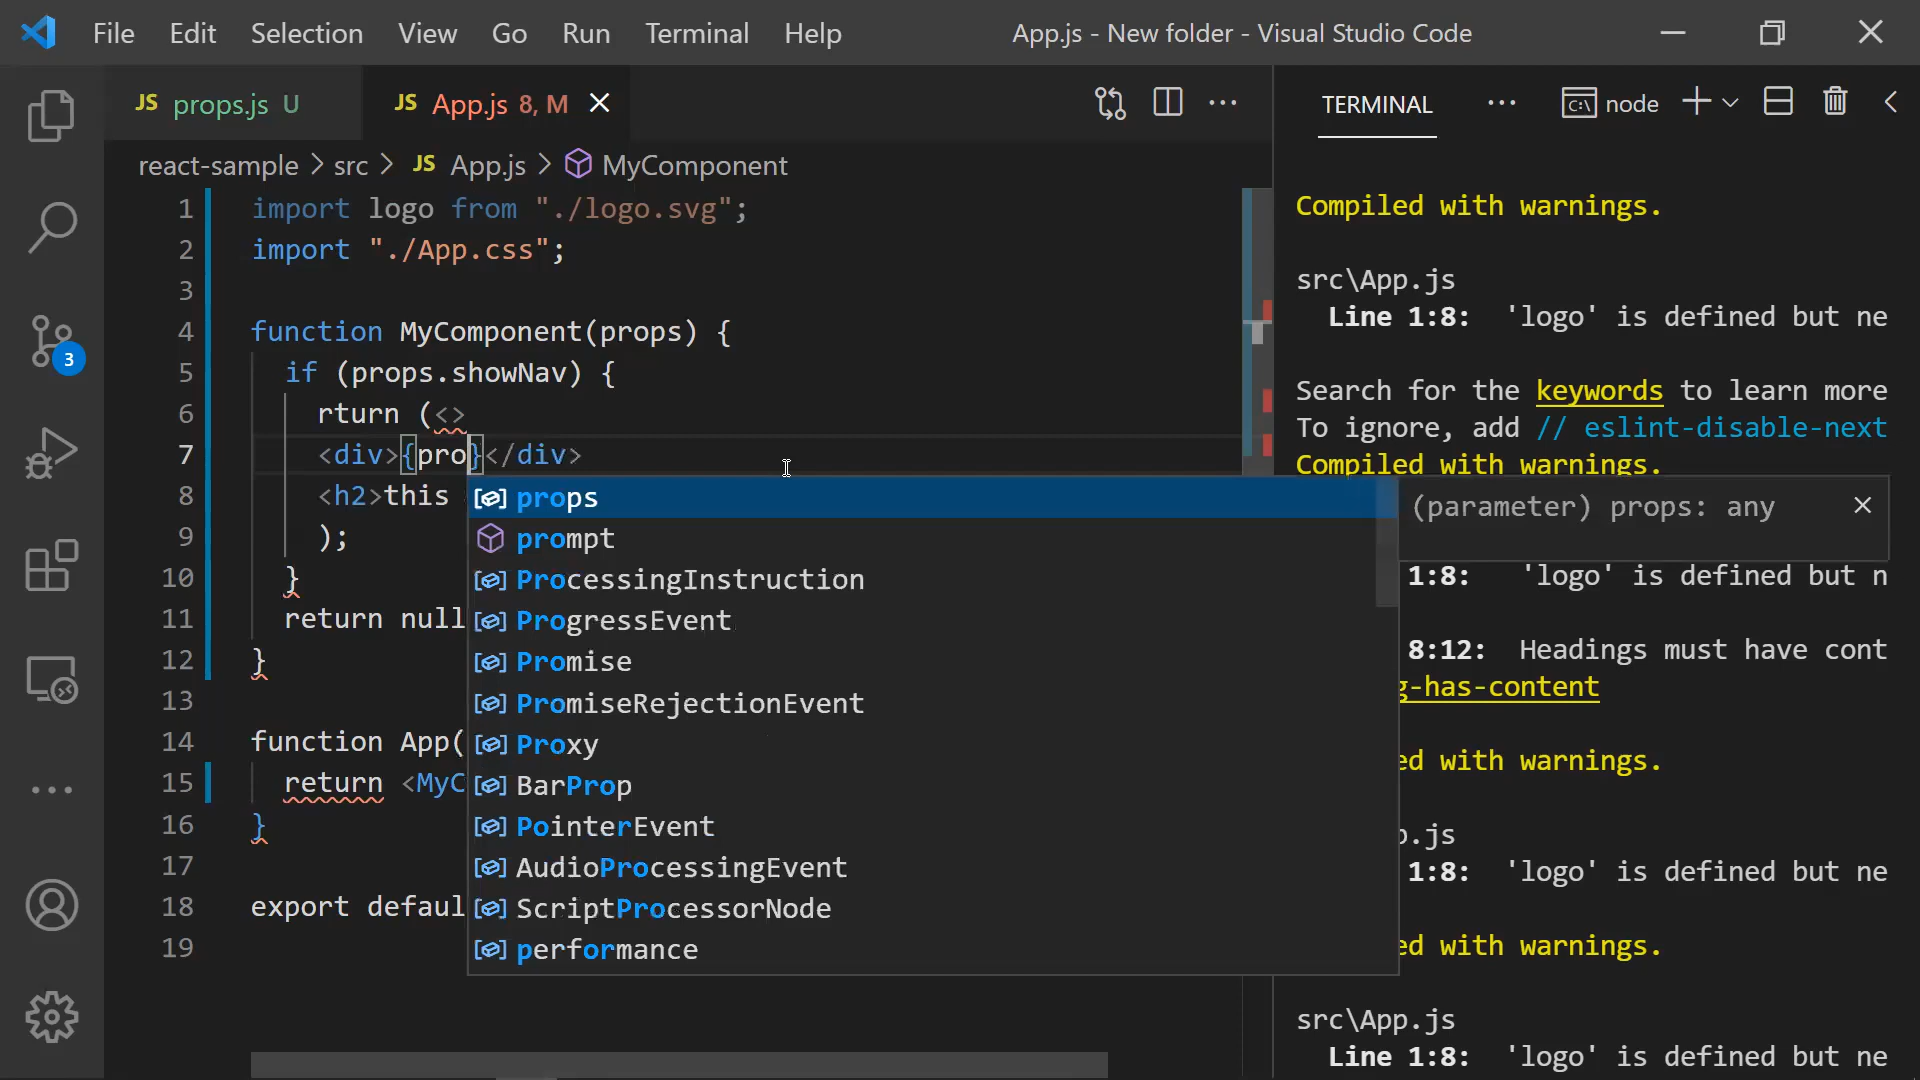 File Edit Selection View Go Run Terminal Help App.js - New folder - Visual Studio Code
JS props.js U JS App.js 8, M
react-sample > src > JS App.js > MyComponent
1 import logo from "./logo.svg";
2 import "./App.css";
3
4 function MyComponent(props) {
5 if (props.showNav) {
6 rturn (<>
7 <div>{pro}</div>
8 <h2>this
9 );
10 }
11 return null
12 }
13
14 function App(
15 return <MyC
16 }
17
18 export defaul
19
props
prompt
ProcessingInstruction
ProgressEvent
Promise
PromiseRejectionEvent
Proxy
BarProp
PointerEvent
AudioProcessingEvent
ScriptProcessorNode
performance
(parameter) props: any
3
TERMINAL node
Compiled with warnings.
src\App.js
Line 1:8: 'logo' is defined but ne
Search for the keywords to learn more
To ignore, add // eslint-disable-next
Compiled with warnings.
1:8: 'logo' is defined but n
8:12: Headings must have cont
g-has-content
ed with warnings.
p.js
1:8: 'logo' is defined but ne
ed with warnings.
src\App.js
Line 1:8: 'logo' is defined but ne